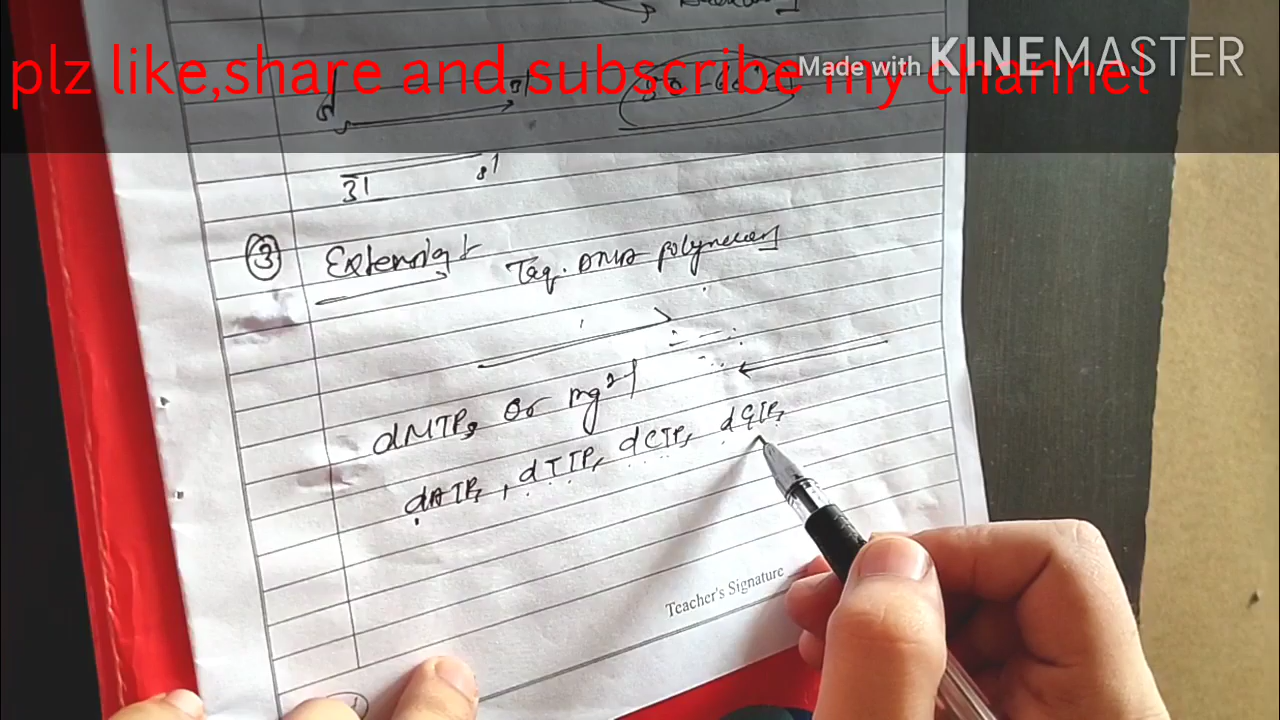 plz like,share and subscribe my channel
Made with KINEMASTER
3'
③ Extension Taq. DNA polymerase
dNTPs Or mg2+
dATP, dTTP, dCTP, dGTP,
Teacher's Signature